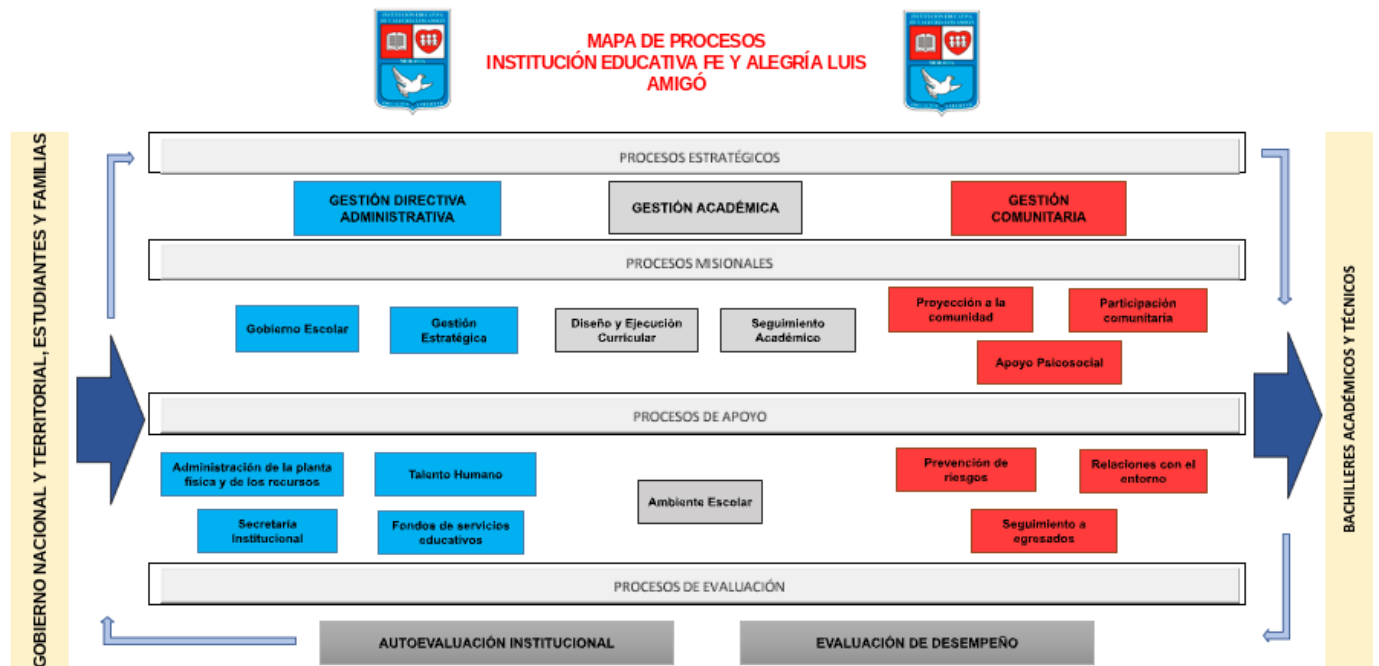 MAPA DE PROCESOS
INSTITUCIÓN EDUCATIVA FE Y ALEGRÍA LUIS
AMIGÓ
GOBIERNO NACIONAL Y TERRITORIAL, ESTUDIANTES Y FAMILIAS
PROCESOS ESTRATÉGICOS
GESTIÓN DIRECTIVA
ADMINISTRATIVA
GESTIÓN ACADÉMICA
GESTIÓN
COMUNITARIA
PROCESOS MISIONALES
Gobierno Escolar
Gestión
Estratégica
Diseño y Ejecución
Curricular
Seguimiento
Académico
Proyección a la
comunidad
Participación
comunitaria
Apoyo Psicosocial
PROCESOS DE APOYO
Administración de la planta
física y de los recursos
Talento Humano
Secretaría
Institucional
Fondos de servicios
educativos
Ambiente Escolar
Prevención de
riesgos
Relaciones con el
entorno
Seguimiento a
egresados
PROCESOS DE EVALUACIÓN
AUTOEVALUACIÓN INSTITUCIONAL
EVALUACIÓN DE DESEMPEÑO
BACHILLERES ACADÉMICOS Y TÉCNICOS